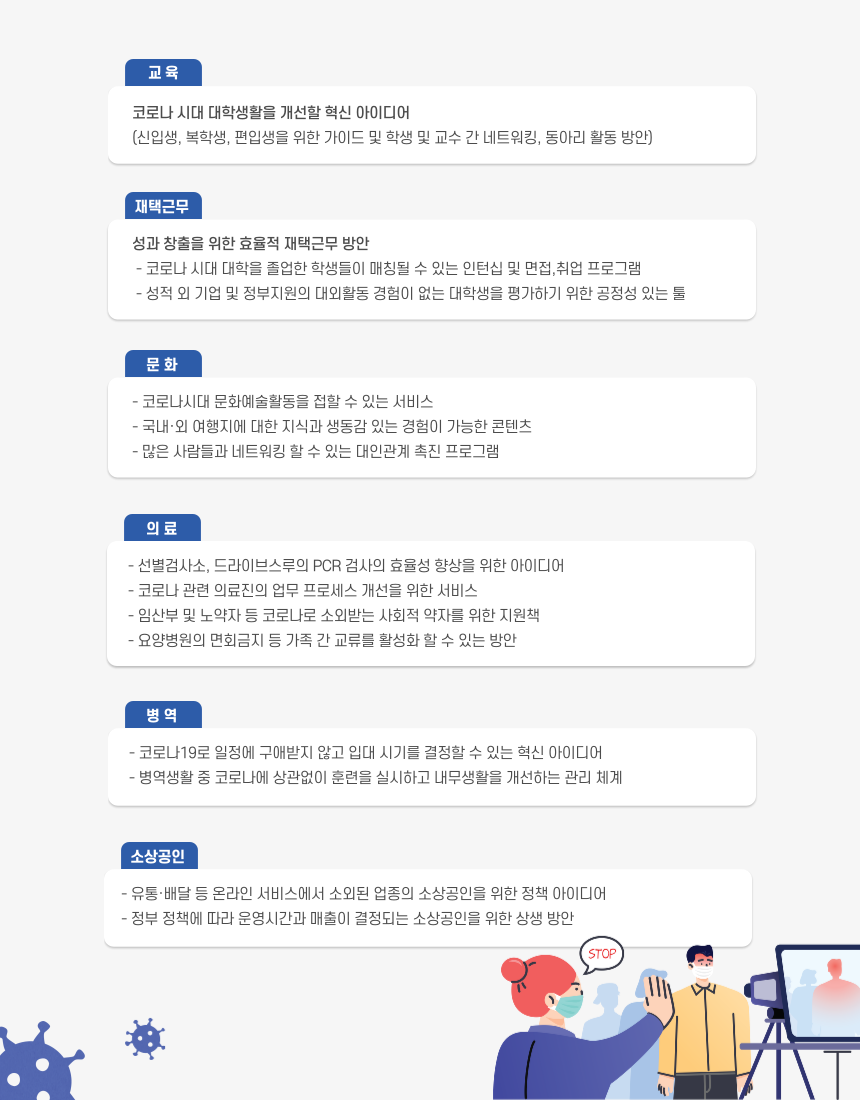 교 육
코로나 시대 대학생활을 개선할 혁신 아이디어
(신입생, 복학생, 편입생을 위한 가이드 및 학생 및 교수 간 네트워킹, 동아리 활동 방안)
재택근무
성과 창출을 위한 효율적 재택근무 방안
- 코로나 시대 대학을 졸업한 학생들이 매칭될 수 있는 인턴십 및 면접,취업 프로그램
- 성적 외 기업 및 정부지원의 대외활동 경험이 없는 대학생을 평가하기 위한 공정성 있는 툴
문 화
- 코로나시대 문화예술활동을 접할 수 있는 서비스
- 국내·외 여행지에 대한 지식과 생동감 있는 경험이 가능한 콘텐츠
- 많은 사람들과 네트워킹 할 수 있는 대인관계 촉진 프로그램
의 료
- 선별검사소, 드라이브스루의 PCR 검사의 효율성 향상을 위한 아이디어
- 코로나 관련 의료진의 업무 프로세스 개선을 위한 서비스
- 임산부 및 노약자 등 코로나로 소외받는 사회적 약자를 위한 지원책
- 요양병원의 면회금지 등 가족 간 교류를 활성화 할 수 있는 방안
병 역
- 코로나19로 일정에 구애받지 않고 입대 시기를 결정할 수 있는 혁신 아이디어
- 병역생활 중 코로나에 상관없이 훈련을 실시하고 내무생활을 개선하는 관리 체계
소상공인
- 유통·배달 등 온라인 서비스에서 소외된 업종의 소상공인을 위한 정책 아이디어
- 정부 정책에 따라 운영시간과 매출이 결정되는 소상공인을 위한 상생 방안
STOP